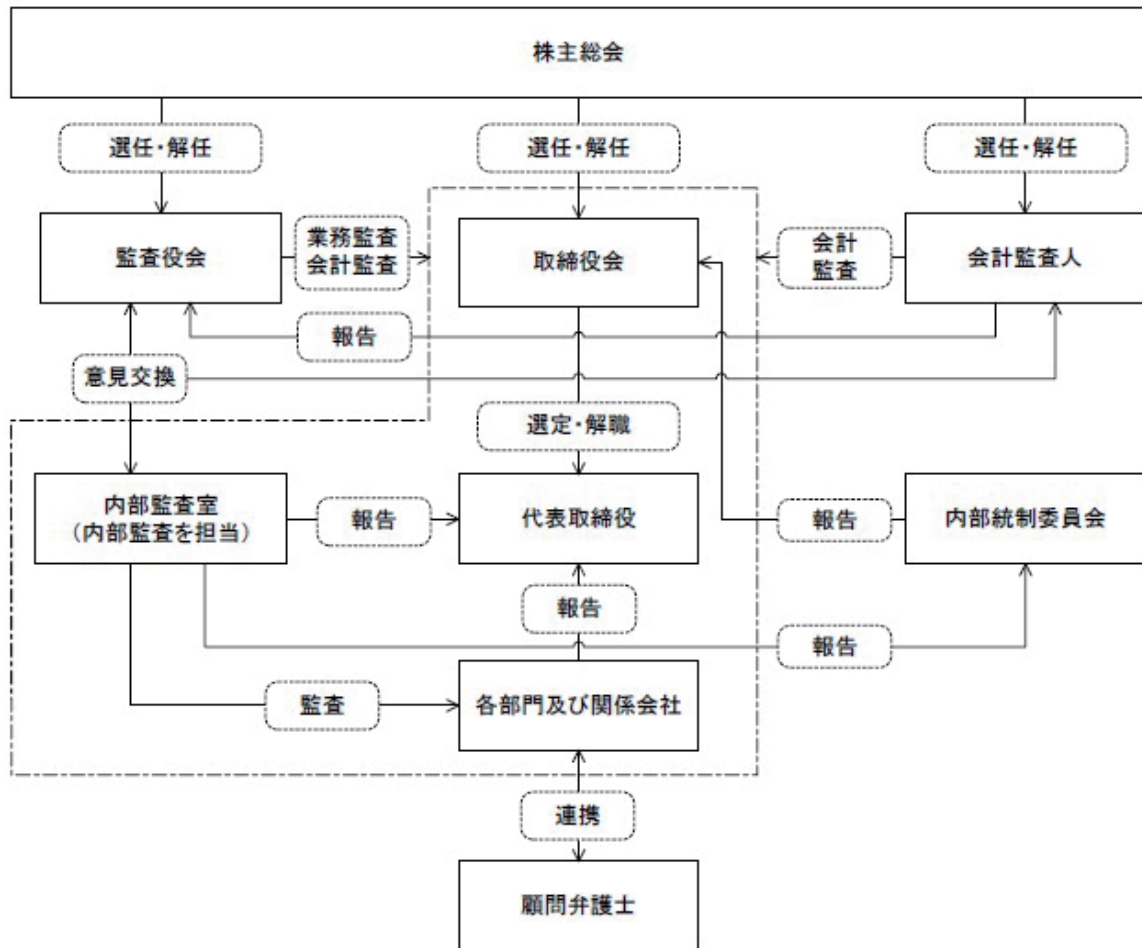 株主総会
選任・解任
選任・解任
選任・解任
監査役会
業務監査
会計監査
取締役会
会計
監査
会計監査人
報告
意見交換
選定・解職
内部監査室
（内部監査を担当）
報告
代表取締役
報告
内部統制委員会
報告
報告
監査
各部門及び関係会社
連携
顧問弁護士